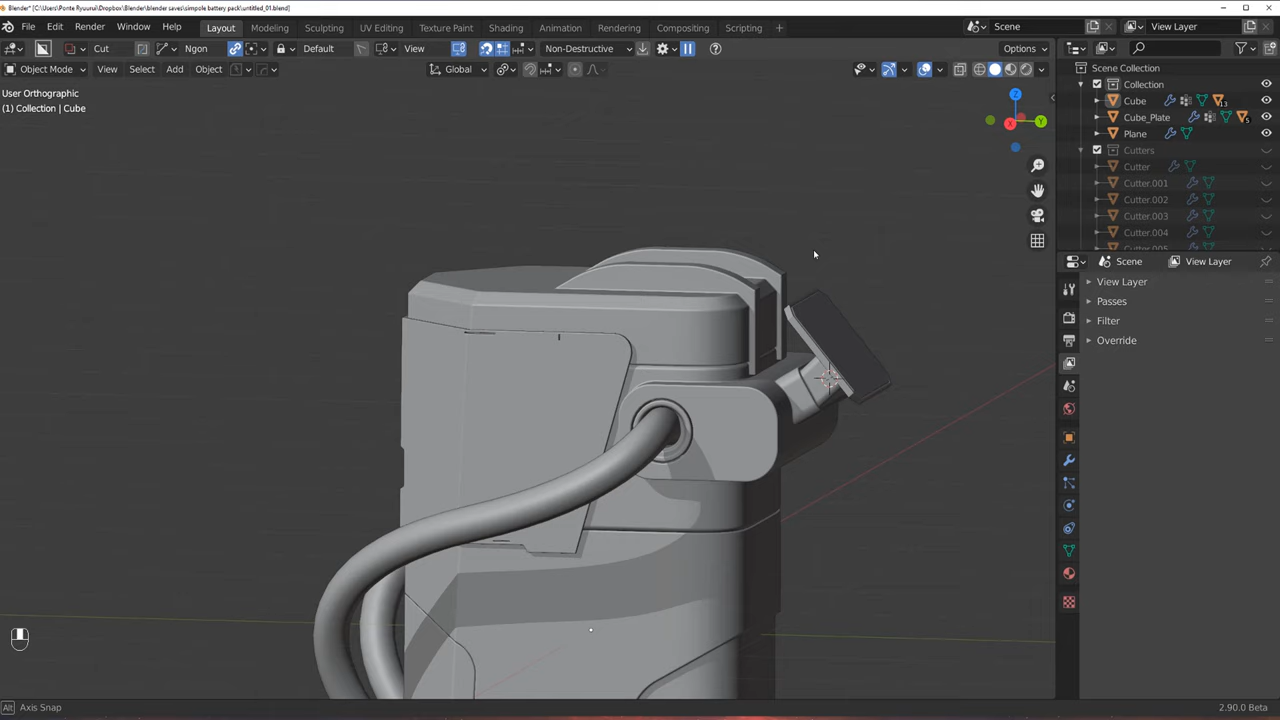 Blender* [C:\Users\Ponte Ryuurui\Dropbox\Blender\blender saves\simpole battery pack\untitled_01.blend]
File Edit Render Window Help Layout Modeling Sculpting UV Editing Texture Paint Shading Animation Rendering Compositing Scripting + Scene View Layer
Cut Ngon Default View Non-Destructive Options
Object Mode View Select Add Object Global
User Orthographic
(1) Collection | Cube
Z
Y
X
Scene Collection
Collection
Cube 13
Cube_Plate 5
Plane
Cutters
Cutter
Cutter.001
Cutter.002
Cutter.003
Cutter.004
Cutter.005
Scene View Layer
View Layer
Passes
Filter
Override
Alt Axis Snap 2.90.0 Beta